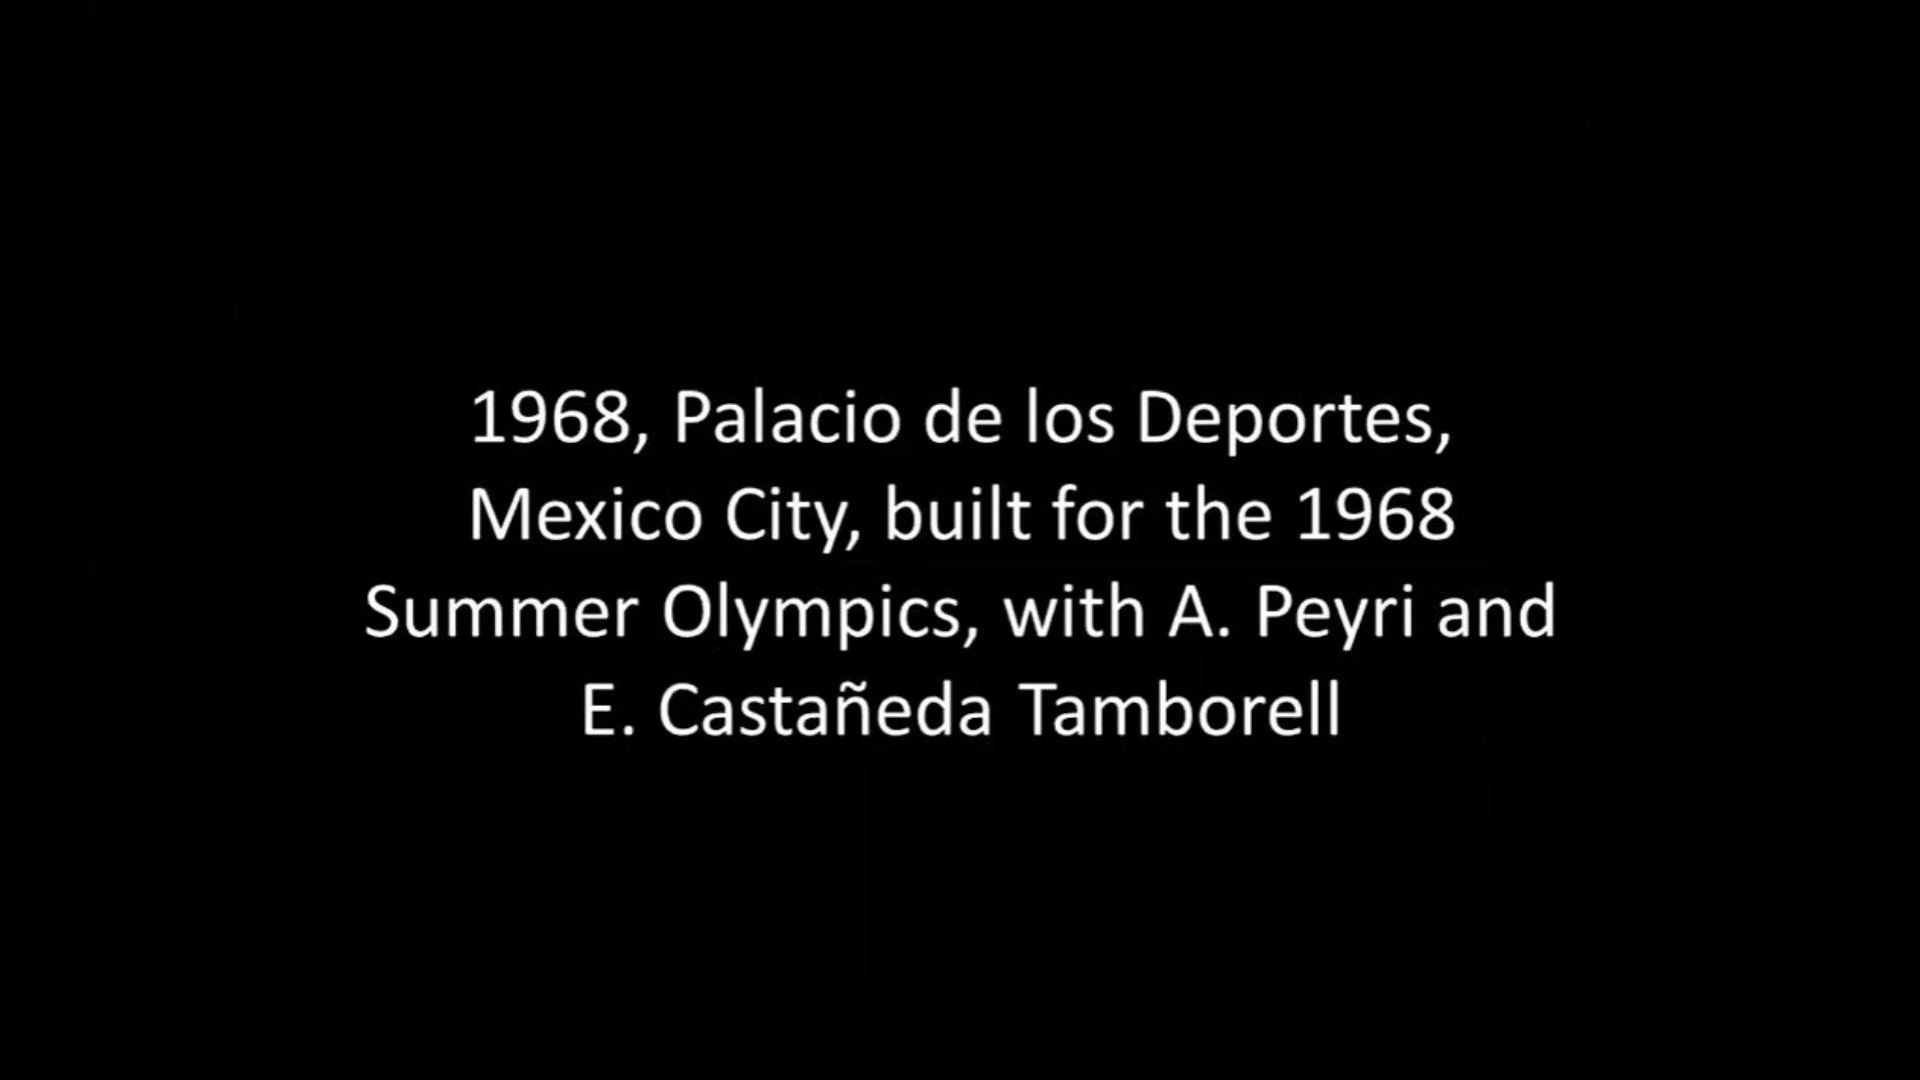 1968, Palacio de los Deportes,
Mexico City, built for the 1968
Summer Olympics, with A. Peyri and
E. Castañeda Tamborell